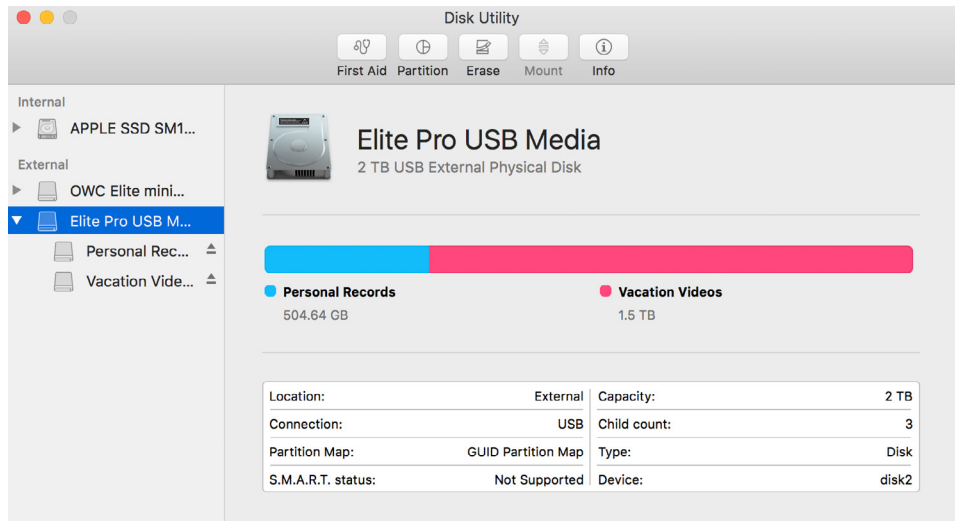 Disk Utility
First Aid Partition Erase Mount Info
Internal
APPLE SSD SM1...
External
OWC Elite mini...
Elite Pro USB M...
Personal Rec...
Vacation Vide...
Elite Pro USB Media
2 TB USB External Physical Disk
Personal Records
504.64 GB
Vacation Videos
1.5 TB
Location: External Capacity: 2 TB
Connection: USB Child count: 3
Partition Map: GUID Partition Map Type: Disk
S.M.A.R.T. status: Not Supported Device: disk2